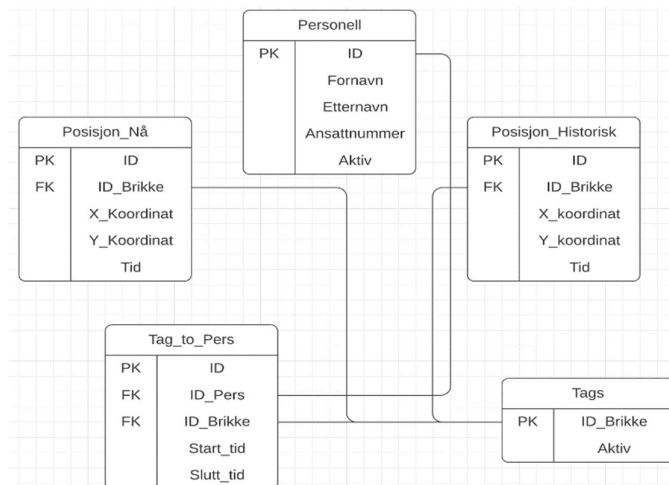 Personell
PK ID
Fornavn
Etternavn
Ansattnummer
Aktiv
Posisjon_Nå
PK ID
FK ID_Brikke
X_Koordinat
Y_Koordinat
Tid
Posisjon_Historisk
PK ID
FK ID_Brikke
X_koordinat
Y_koordinat
Tid
Tag_to_Pers
PK ID
FK ID_Pers
FK ID_Brikke
Start_tid
Slutt_tid
Tags
PK ID_Brikke
Aktiv